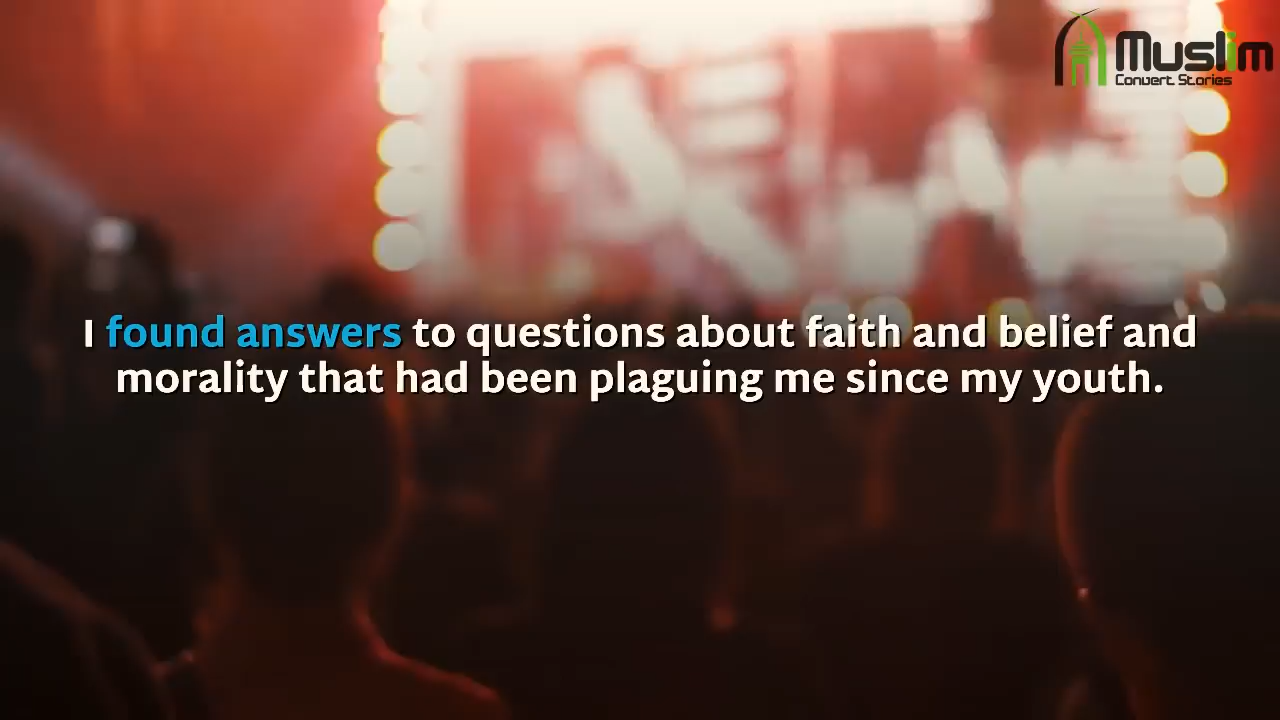 Muslim
Convert Stories
I found answers to questions about faith and belief and
morality that had been plaguing me since my youth.